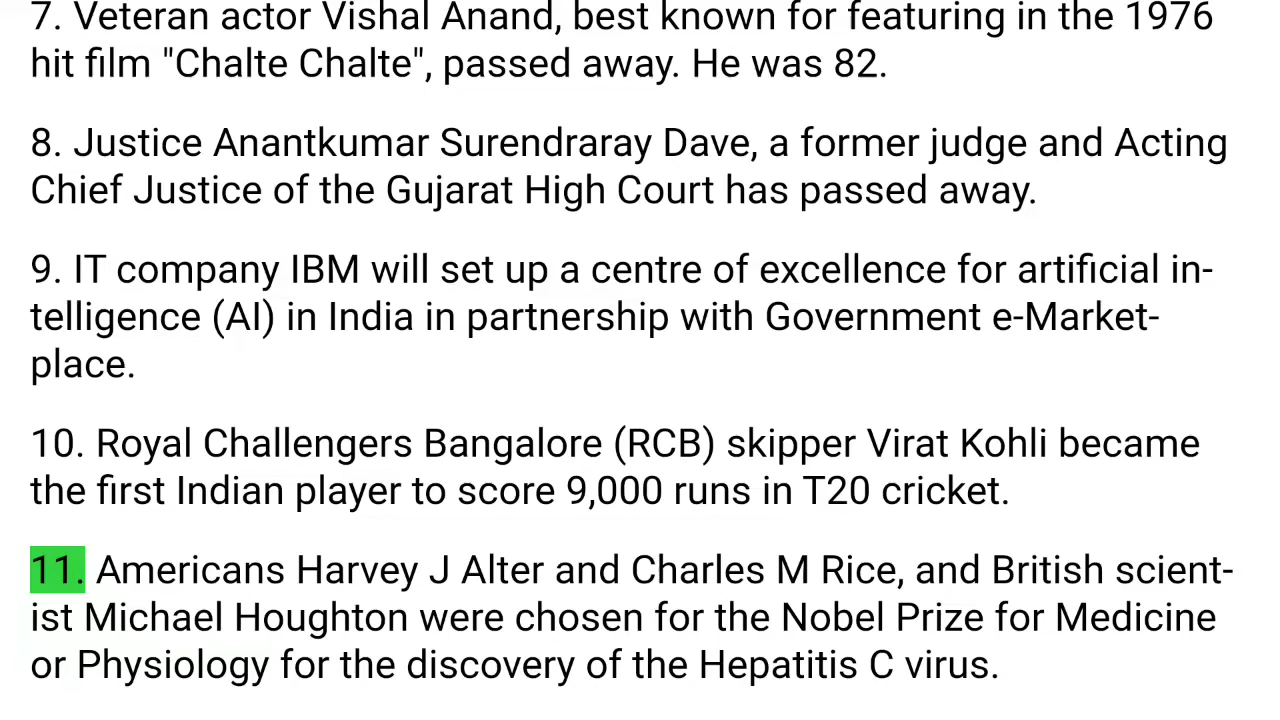 7. Veteran actor Vishal Anand, best known for featuring in the 1976
hit film "Chalte Chalte", passed away. He was 82.
8. Justice Anantkumar Surendraray Dave, a former judge and Acting
Chief Justice of the Gujarat High Court has passed away.
9. IT company IBM will set up a centre of excellence for artificial in-
telligence (AI) in India in partnership with Government e-Market-
place.
10. Royal Challengers Bangalore (RCB) skipper Virat Kohli became
the first Indian player to score 9,000 runs in T20 cricket.
11. Americans Harvey J Alter and Charles M Rice, and British scient-
ist Michael Houghton were chosen for the Nobel Prize for Medicine
or Physiology for the discovery of the Hepatitis C virus.